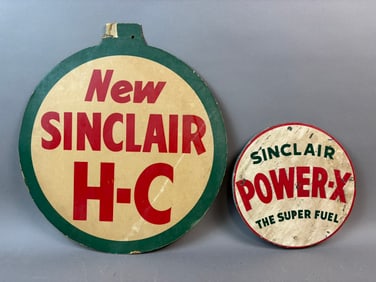 New
SINCLAIR
H-C
SINCLAIR
POWER-X
THE SUPER FUEL